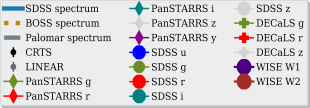 SDSS spectrum
BOSS spectrum
Palomar spectrum
CRTS
LINEAR
PanSTARRS g
PanSTARRS r
PanSTARRS i
PanSTARRS z
PanSTARRS y
SDSS u
SDSS g
SDSS r
SDSS i
SDSS z
DECaLS g
DECaLS r
DECaLS z
WISE W1
WISE W2